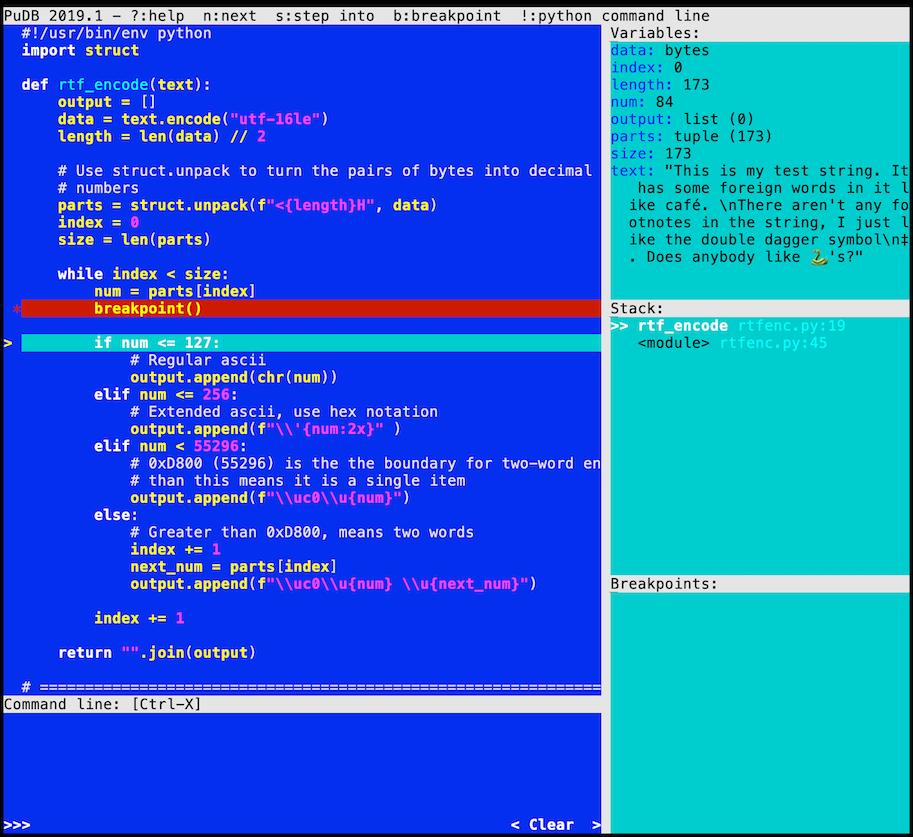 PuDB 2019.1 - ?:help  n:next  s:step into  b:breakpoint  !:python command line
#!/usr/bin/env python
import struct

def rtf_encode(text):
    output = []
    data = text.encode("utf-16le")
    length = len(data) // 2

    # Use struct.unpack to turn the pairs of bytes into decimal
    # numbers
    parts = struct.unpack(f"<{length}H", data)
    index = 0
    size = len(parts)

    while index < size:
        num = parts[index]
*       breakpoint()

>       if num <= 127:
            # Regular ascii
            output.append(chr(num))
        elif num <= 256:
            # Extended ascii, use hex notation
            output.append(f"\\'{num:2x}" )
        elif num < 55296:
            # 0xD800 (55296) is the the boundary for two-word en
            # than this means it is a single item
            output.append(f"\\uc0\\u{num}")
        else:
            # Greater than 0xD800, means two words
            index += 1
            next_num = parts[index]
            output.append(f"\\uc0\\u{num} \\u{next_num}")

        index += 1

    return "".join(output)

# ==============================================================
Command line: [Ctrl-X]
>>>                                                     < Clear  >
Variables:
data: bytes
index: 0
length: 173
num: 84
output: list (0)
parts: tuple (173)
size: 173
text: "This is my test string. It
has some foreign words in it l
ike café. \nThere aren't any fo
otnotes in the string, I just l
ike the double dagger symbol\n‡
. Does anybody like 🐍's?"
Stack:
>> rtf_encode rtfenc.py:19
   <module> rtfenc.py:45
Breakpoints: